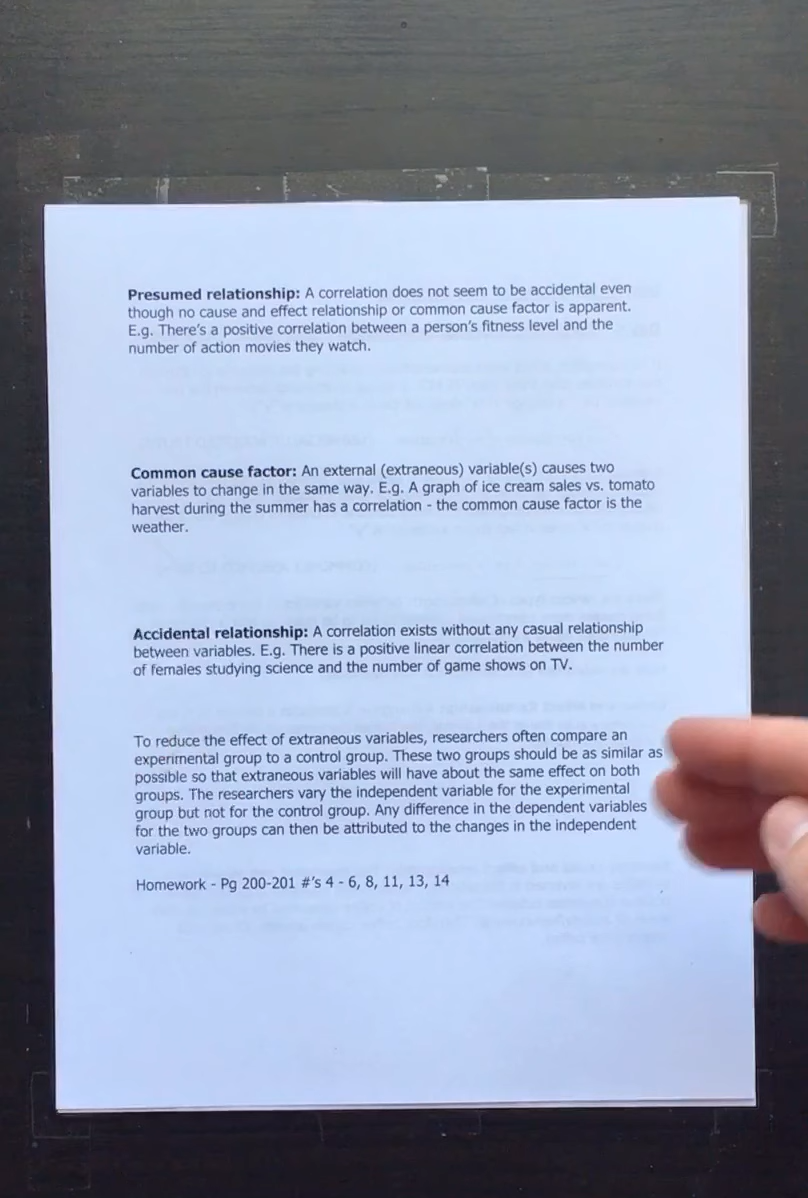 Presumed relationship: A correlation does not seem to be accidental even
though no cause and effect relationship or common cause factor is apparent.
E.g. There's a positive correlation between a person's fitness level and the
number of action movies they watch.
Common cause factor: An external (extraneous) variable(s) causes two
variables to change in the same way. E.g. A graph of ice cream sales vs. tomato
harvest during the summer has a correlation - the common cause factor is the
weather.
Accidental relationship: A correlation exists without any casual relationship
between variables. E.g. There is a positive linear correlation between the number
of females studying science and the number of game shows on TV.
To reduce the effect of extraneous variables, researchers often compare an
experimental group to a control group. These two groups should be as similar as
possible so that extraneous variables will have about the same effect on both
groups. The researchers vary the independent variable for the experimental
group but not for the control group. Any difference in the dependent variables
for the two groups can then be attributed to the changes in the independent
variable.
Homework - Pg 200-201 #'s 4 - 6, 8, 11, 13, 14